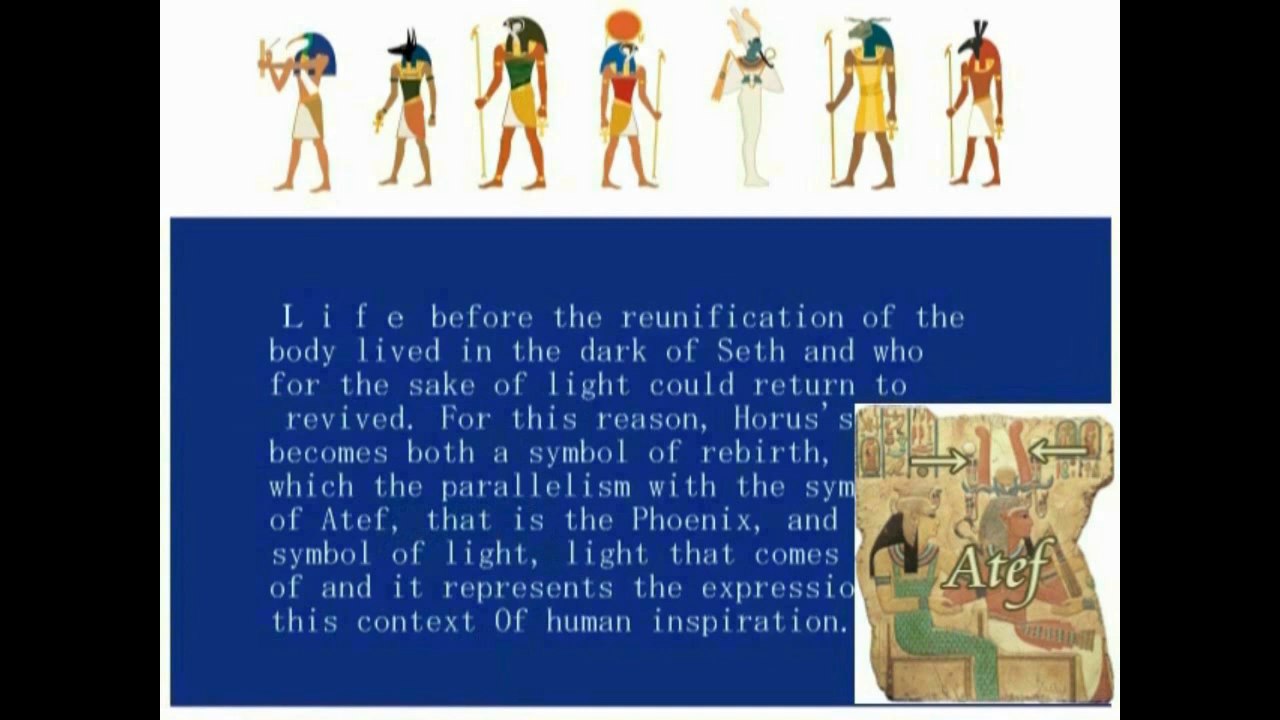 L i f e before the reunification of the
body lived in the dark of Seth and who
for the sake of light could return to
revived. For this reason, Horus's
becomes both a symbol of rebirth,
which the parallelism with the sym
of Atef, that is the Phoenix, and
symbol of light, light that comes
of and it represents the expressio
this context Of human inspiration.
Atef